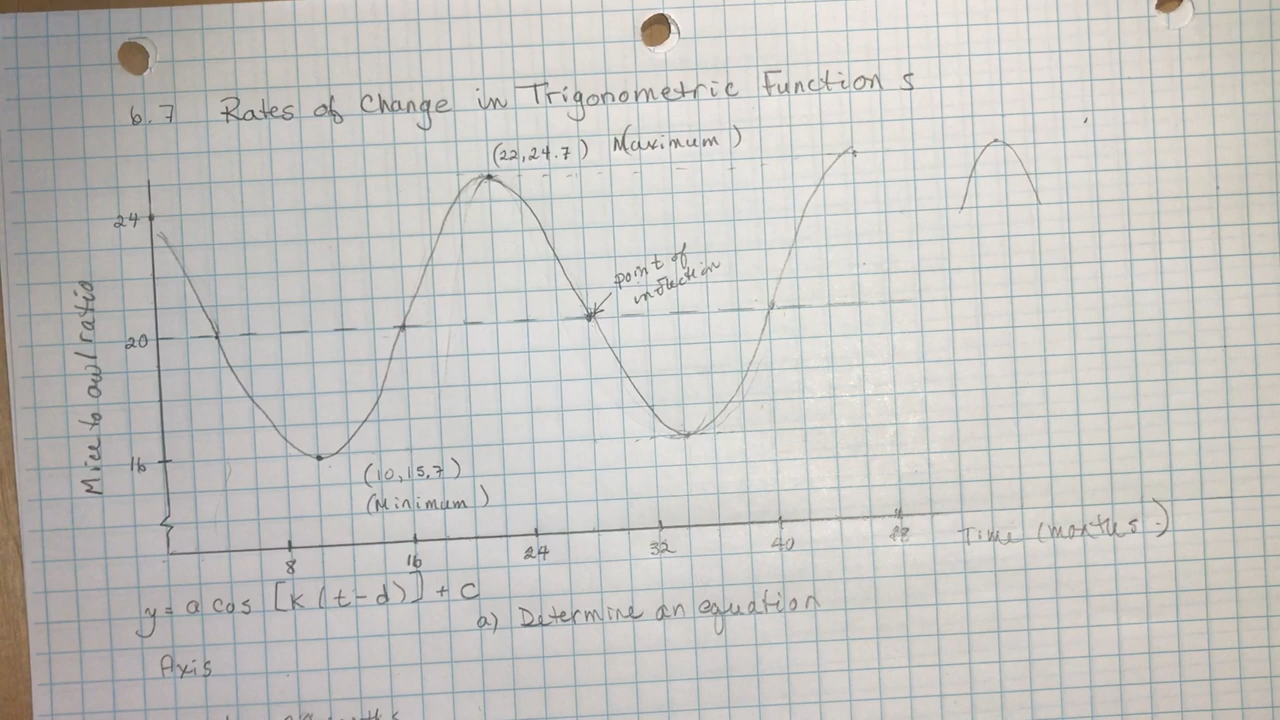 6.7 Rates of Change in Trigonometric Functions
(22, 24.7) Maximum)
24
point of
inflection
Mice to owl ratio
20
16
(10, 15.7)
(Minimum)
8
16
24
32
40
Time (months)
y = a cos [k(t-d)] + C
a) Determine an equation
Axis